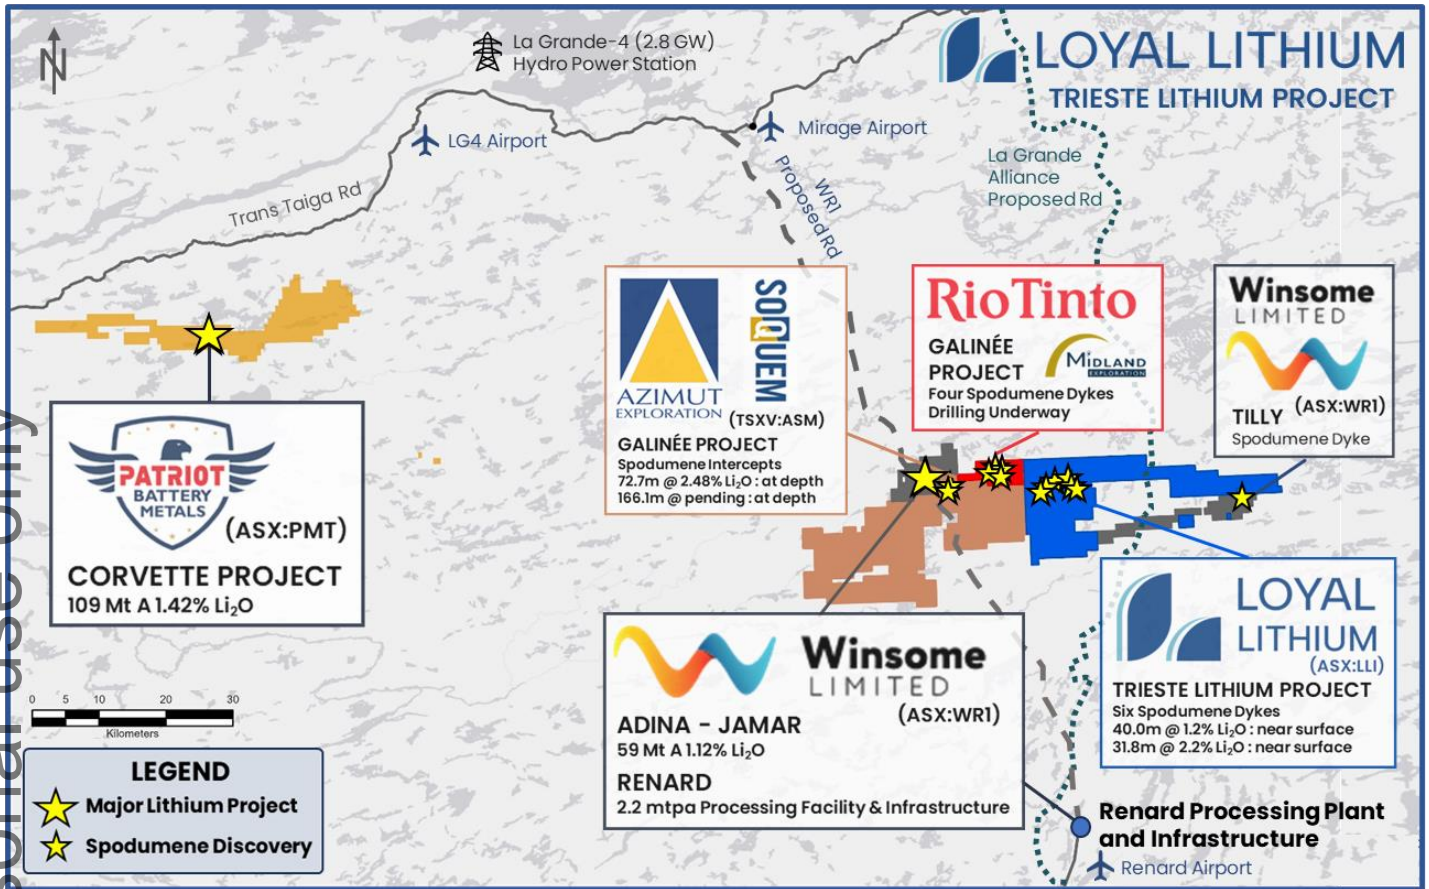 N
La Grande-4 (2.8 GW)
Hydro Power Station
LOYAL LITHIUM
TRIESTE LITHIUM PROJECT
LG4 Airport
Mirage Airport
La Grande
Alliance
Proposed Rd
WR1
Proposed Rd
Trans Taiga Rd
AZIMUT
EXPLORATION
SOQUEM
(TSXV:ASM)
GALINÉE PROJECT
Spodumene Intercepts
72.7m @ 2.48% Li₂O : at depth
166.1m @ pending : at depth
RioTinto
GALINÉE
PROJECT
MIDLAND
EXPLORATION
Four Spodumene Dykes
Drilling Underway
Winsome
LIMITED
TILLY (ASX:WR1)
Spodumene Dyke
PATRIOT
BATTERY
METALS
(ASX:PMT)
CORVETTE PROJECT
109 Mt A 1.42% Li₂O
Winsome
LIMITED
(ASX:WR1)
ADINA - JAMAR
59 Mt A 1.12% Li₂O
RENARD
2.2 mtpa Processing Facility & Infrastructure
LOYAL
LITHIUM
(ASX:LLI)
TRIESTE LITHIUM PROJECT
Six Spodumene Dykes
40.0m @ 1.2% Li₂O : near surface
31.8m @ 2.2% Li₂O : near surface
0 5 10 20 30
Kilometers
LEGEND
Major Lithium Project
Spodumene Discovery
Renard Processing Plant
and Infrastructure
Renard Airport